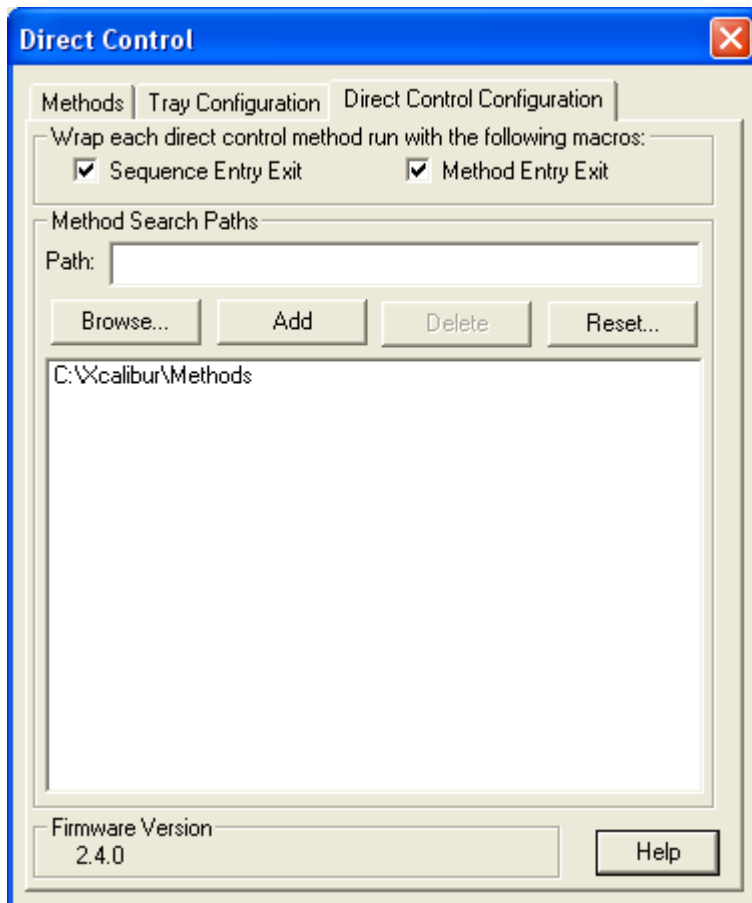 Direct Control
Methods Tray Configuration Direct Control Configuration
Wrap each direct control method run with the following macros:
Sequence Entry Exit Method Entry Exit
Method Search Paths
Path:
Browse... Add Delete Reset...
C:\Xcalibur\Methods
Firmware Version
2.4.0
Help